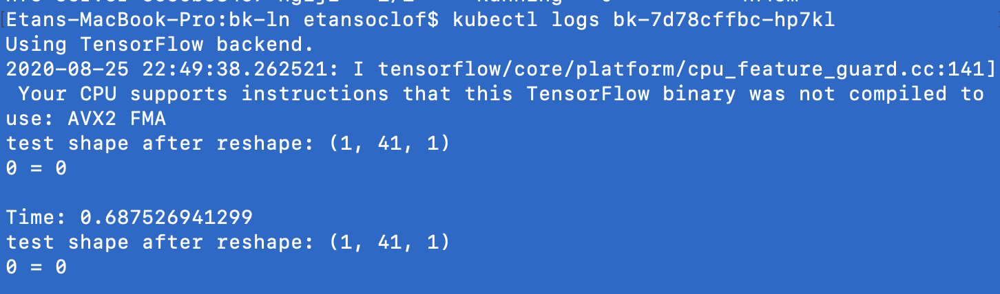 Etans-MacBook-Pro:bk-ln etansoclof$ kubectl logs bk-7d78cffbc-hp7kl
Using TensorFlow backend.
2020-08-25 22:49:38.262521: I tensorflow/core/platform/cpu_feature_guard.cc:141]
Your CPU supports instructions that this TensorFlow binary was not compiled to
use: AVX2 FMA
test shape after reshape: (1, 41, 1)
0 = 0
Time: 0.687526941299
test shape after reshape: (1, 41, 1)
0 = 0